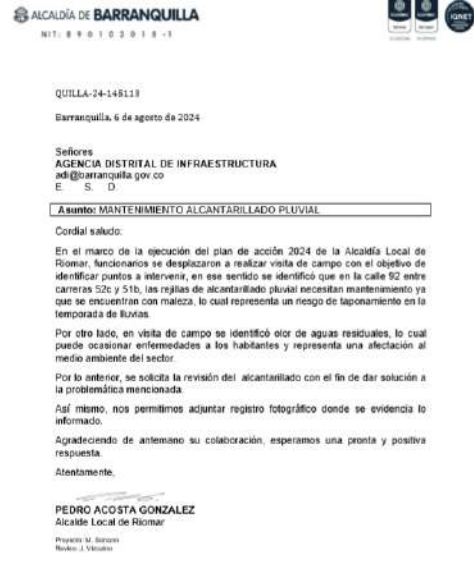 ALCALDÍA DE BARRANQUILLA
NIT: 890102018-1
IQNET
QUILLA-24-145113
Barranquilla, 6 de agosto de 2024
Señores
AGENCIA DISTRITAL DE INFRAESTRUCTURA
adi@barranquilla.gov.co
E. S. D.
Asunto: MANTENIMIENTO ALCANTARILLADO PLUVIAL
Cordial saludo:
En el marco de la ejecución del plan de acción 2024 de la Alcaldía Local de
Riomar, funcionarios se desplazaron a realizar visita de campo con el objetivo de
identificar puntos a intervenir, en ese sentido se identificó que en la calle 92 entre
carreras 52c y 51b, las rejillas de alcantarillado pluvial necesitan mantenimiento ya
que se encuentran con maleza, lo cual representa un riesgo de taponamiento en la
temporada de lluvias.
Por otro lado, en visita de campo se identificó olor de aguas residuales, lo cual
puede ocasionar enfermedades a los habitantes y representa una afectación al
medio ambiente del sector.
Por lo anterior, se solicita la revisión del alcantarillado con el fin de dar solución a
la problemática mencionada.
Así mismo, nos permitimos adjuntar registro fotográfico donde se evidencia lo
informado.
Agradeciendo de antemano su colaboración, esperamos una pronta y positiva
respuesta.
Atentamente,
PEDRO ACOSTA GONZALEZ
Alcalde Local de Riomar
Proyectó: M.
Revisó: J.